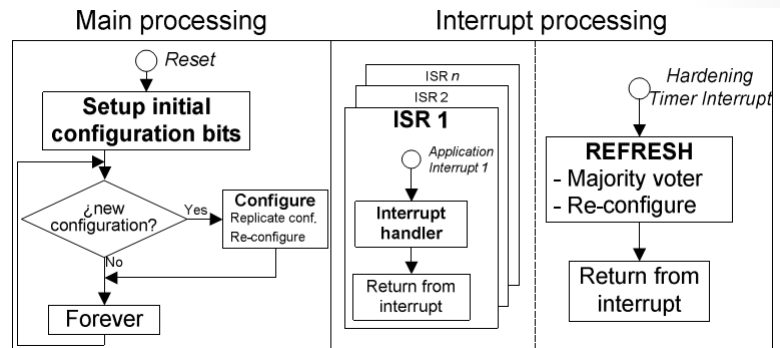 Main processing
Interrupt processing
Reset
Setup initial
configuration bits
¿new
configuration?
Yes
Configure
Replicate conf.
Re-configure
No
Forever
ISR n
ISR 2
ISR 1
Application
Interrupt 1
Interrupt
handler
Return from
interrupt
Hardening
Timer Interrupt
REFRESH
- Majority voter
- Re-configure
Return from
interrupt